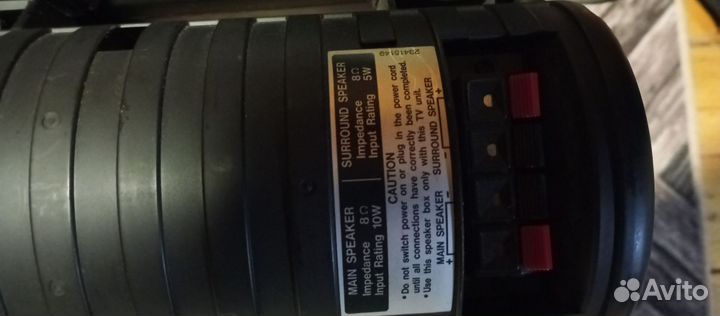 MAIN SPEAKER
Impedance 8Ω
Input Rating 10W
SURROUND SPEAKER
Impedance 8Ω
Input Rating 5W
CAUTION
• Do not switch power on or plug in the power cord
until all connections have correctly been completed.
• Use this speaker box only with this TV unit.
MAIN SPEAKER SURROUND SPEAKER
+ - - +
23410149
Avito